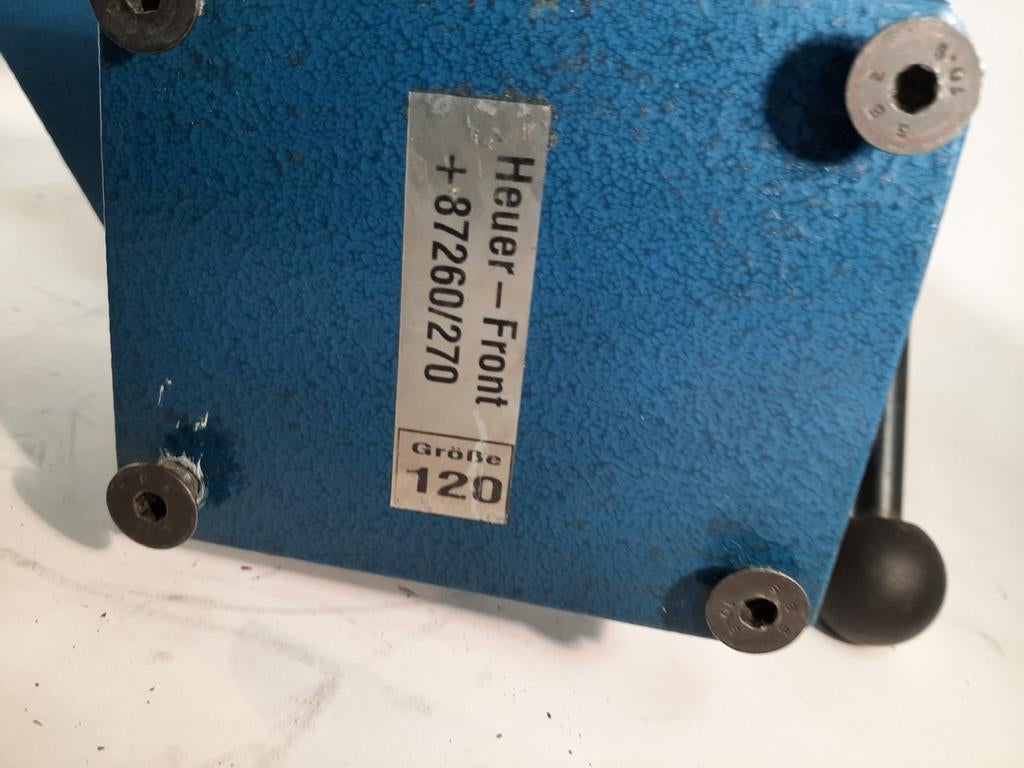 Heuer – Front
+ 87260/270
Größe
120